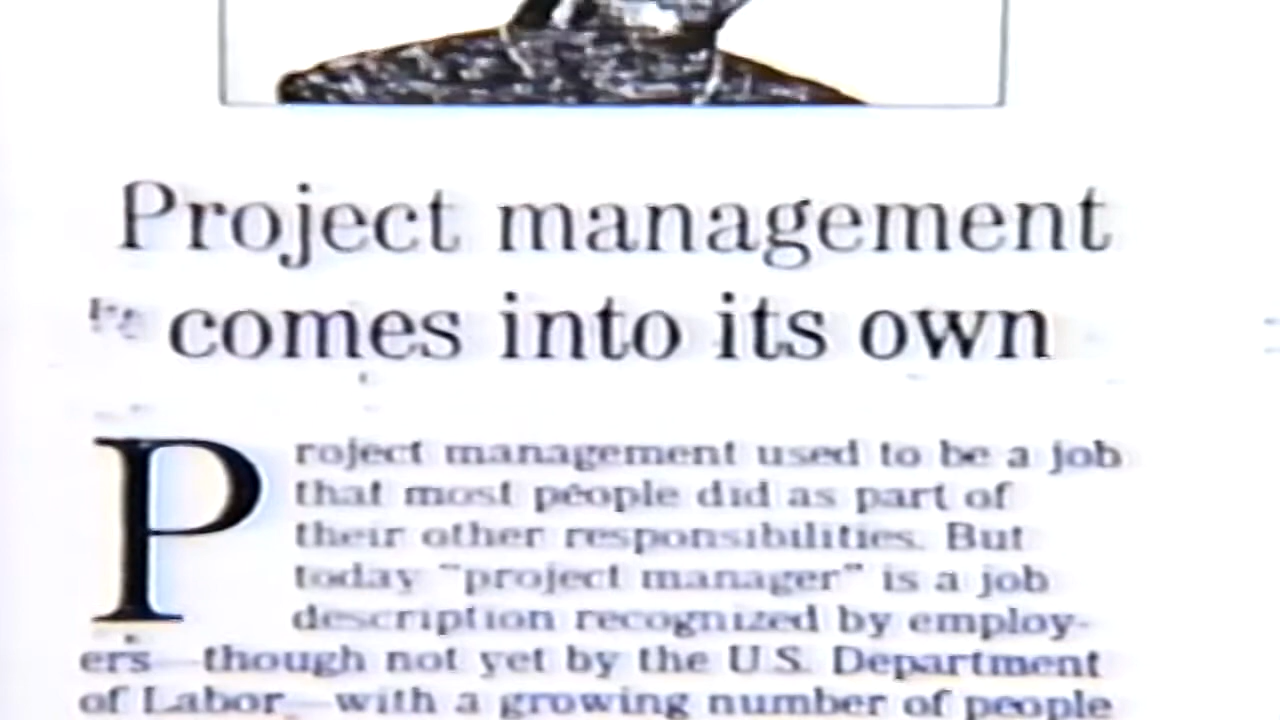 Project management
comes into its own
Project management used to be a job
that most people did as part of
their other responsibilities. But
today "project manager" is a job
description recognized by employ-
ers—though not yet by the U.S. Department
of Labor—with a growing number of people